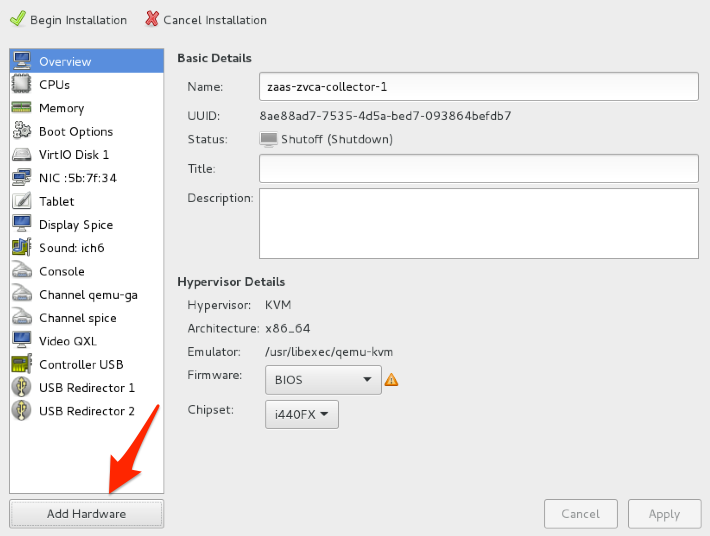 Begin Installation Cancel Installation
Overview
CPUs
Memory
Boot Options
VirtIO Disk 1
NIC :5b:7f:34
Tablet
Display Spice
Sound: ich6
Console
Channel qemu-ga
Channel spice
Video QXL
Controller USB
USB Redirector 1
USB Redirector 2
Add Hardware
Basic Details
Name: zaas-zvca-collector-1
UUID: 8ae88ad7-7535-4d5a-bed7-093864befdb7
Status: Shutoff (Shutdown)
Title:
Description:
Hypervisor Details
Hypervisor: KVM
Architecture: x86_64
Emulator: /usr/libexec/qemu-kvm
Firmware: BIOS
Chipset: i440FX
Cancel Apply